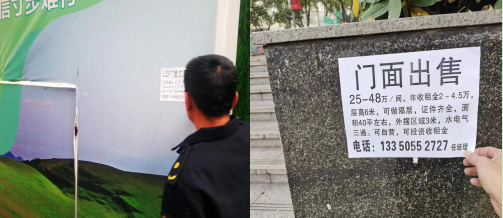 LOFT
门面出售
25-48万/间，年收租金2-4.5万，
层高6米，可做隔层，证件齐全，面
积40平左右，外摆区域3米，水电气
三通。可自营，可投资收租金
电话：133 5055 2727 任经理